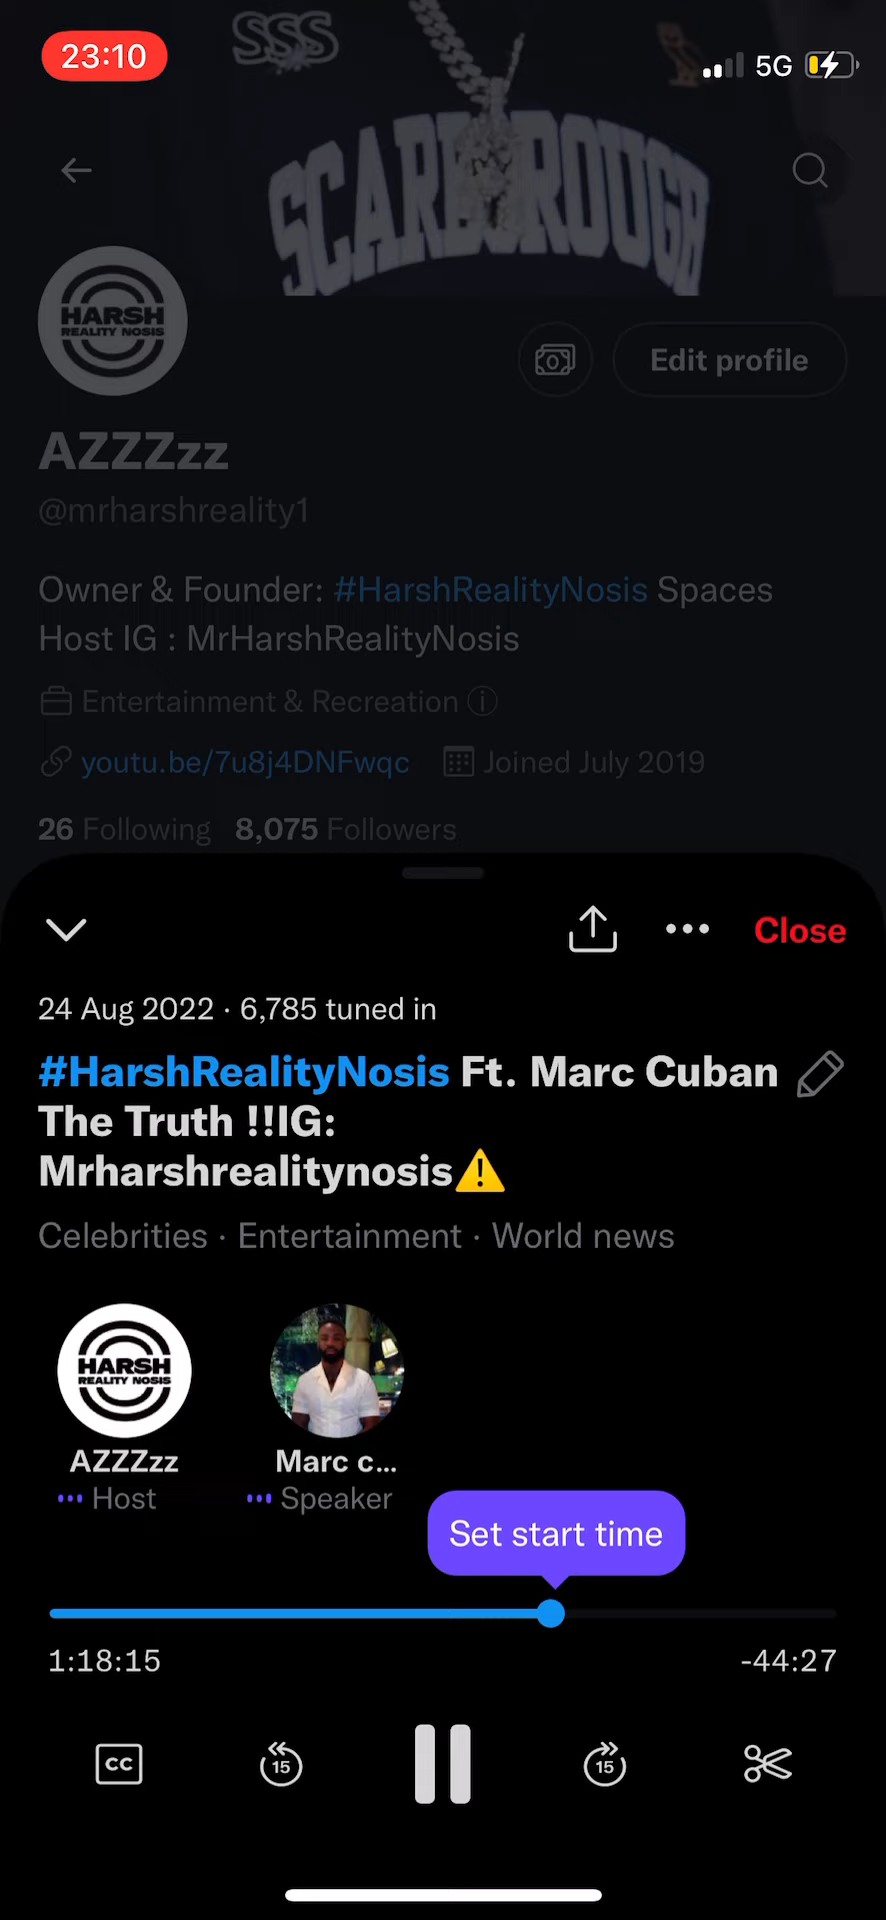 23:10
SSS
5G
SCARBOROUGH
HARSH
REALITY NOSIS
Edit profile
AZZZzz
@mrharshreality1
Owner & Founder: #HarshRealityNosis Spaces
Host IG : MrHarshRealityNosis
Entertainment & Recreation
youtu.be/7u8j4DNFwqc Joined July 2019
26 Following 8,075 Followers
Close
24 Aug 2022 · 6,785 tuned in
#HarshRealityNosis Ft. Marc Cuban
The Truth !!IG:
Mrharshrealitynosis⚠️
Celebrities · Entertainment · World news
HARSH
REALITY NOSIS
AZZZzz Marc c...
Host Speaker
Set start time
1:18:15 -44:27
CC 15 15